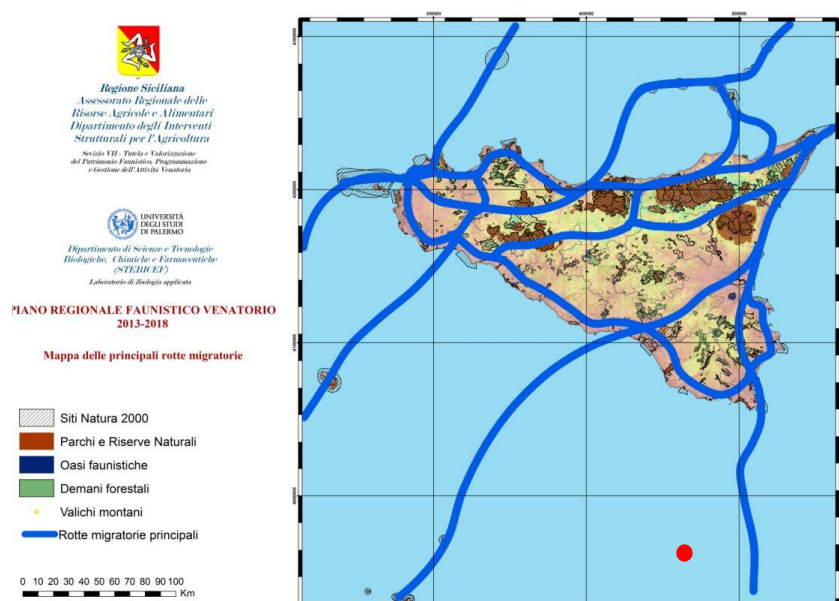 Regione Siciliana
Assessorato Regionale delle
Risorse Agricole e Alimentari
Dipartimento degli Interventi
Strutturali per l'Agricoltura
Servizio VII - Tutela e Valorizzazione
del Patrimonio Faunistico, Programmazione
e Gestione dell'Attività Venatoria
UNIVERSITÀ
DEGLI STUDI
DI PALERMO
Dipartimento di Scienze e Tecnologie
Biologiche, Chimiche e Farmaceutiche
(STEBICEF)
Laboratorio di Zoologia applicata
PIANO REGIONALE FAUNISTICO VENATORIO
2013-2018
Mappa delle principali rotte migratorie
Siti Natura 2000
Parchi e Riserve Naturali
Oasi faunistiche
Demani forestali
Valichi montani
Rotte migratorie principali
0 10 20 30 40 50 60 70 80 90 100
Km